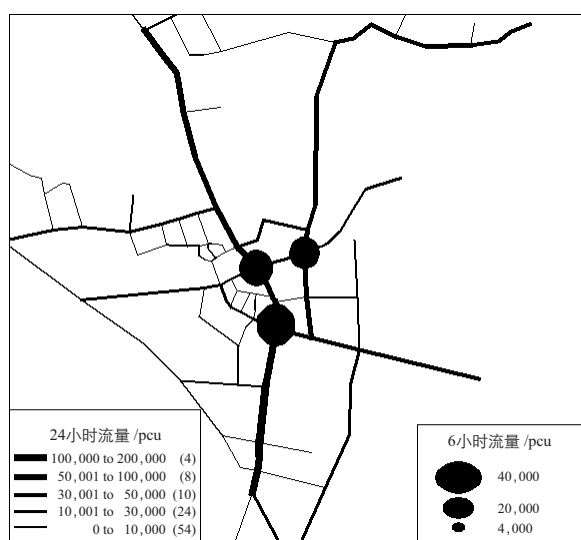 24小时流量 /pcu
100,000 to 200,000 (4)
50,001 to 100,000 (8)
30,001 to 50,000 (10)
10,001 to 30,000 (24)
0 to 10,000 (54)
6小时流量 /pcu
40,000
20,000
4,000